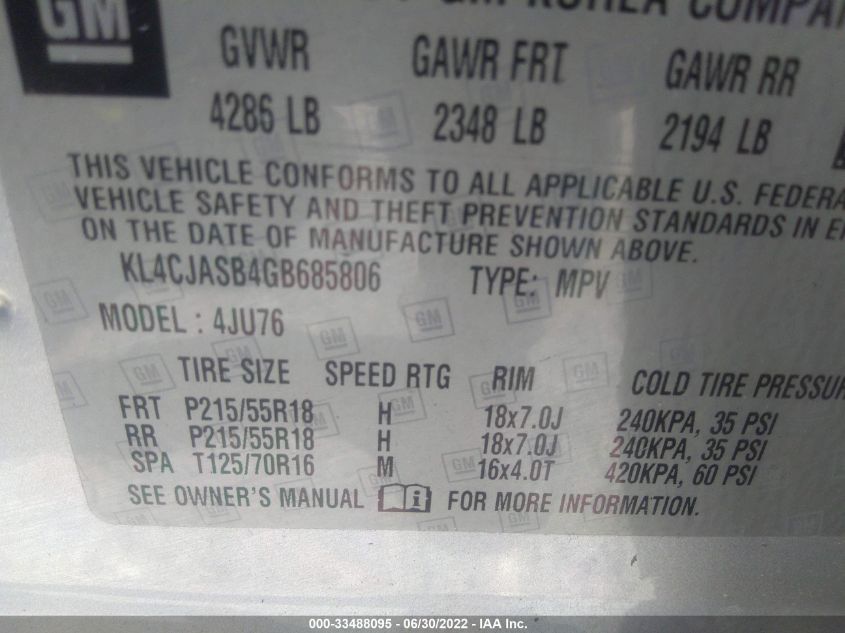 GM KOREA COMPA
GM
GVWR GAWR FRT GAWR RR
4286 LB 2348 LB 2194 LB
THIS VEHICLE CONFORMS TO ALL APPLICABLE U.S. FEDERA
VEHICLE SAFETY AND THEFT PREVENTION STANDARDS IN E
ON THE DATE OF MANUFACTURE SHOWN ABOVE.
KL4CJASB4GB685806 TYPE: MPV
MODEL : 4JU76
TIRE SIZE SPEED RTG RIM COLD TIRE PRESSUR
FRT P215/55R18 H 18x7.0J 240KPA, 35 PSI
RR P215/55R18 H 18x7.0J 240KPA, 35 PSI
SPA T125/70R16 M 16x4.0T 420KPA, 60 PSI
SEE OWNER'S MANUAL FOR MORE INFORMATION.
000-33488095 - 06/30/2022 - IAA Inc.